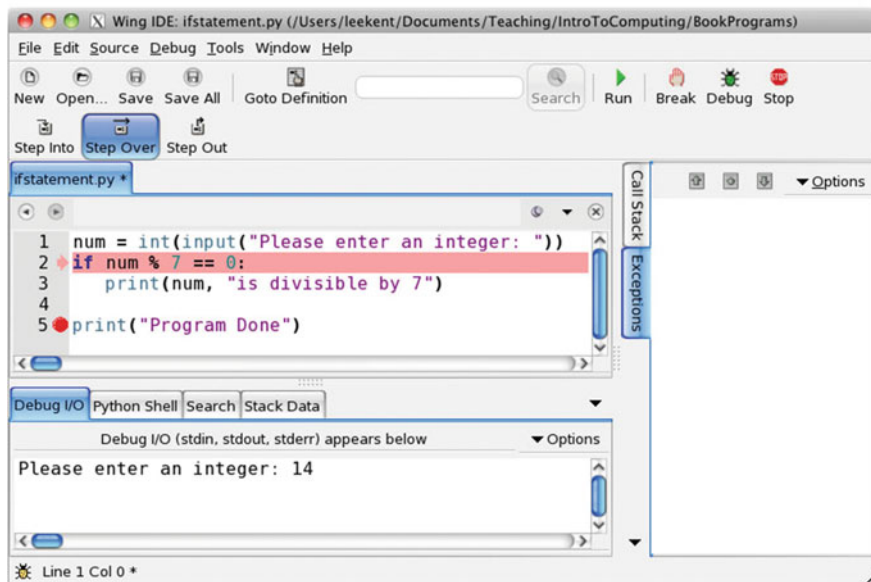 X Wing IDE: ifstatement.py (/Users/leekent/Documents/Teaching/IntroToComputing/BookPrograms)
File Edit Source Debug Tools Window Help
New Open... Save Save All Goto Definition Search Run Break Debug Stop
STOP
Step Into Step Over Step Out
ifstatement.py *
Call Stack
Exceptions
Options
1 num = int(input("Please enter an integer: "))
2 if num % 7 == 0:
3 print(num, "is divisible by 7")
4
5 print("Program Done")
Debug I/O Python Shell Search Stack Data
Debug I/O (stdin, stdout, stderr) appears below Options
Please enter an integer: 14
Line 1 Col 0 *